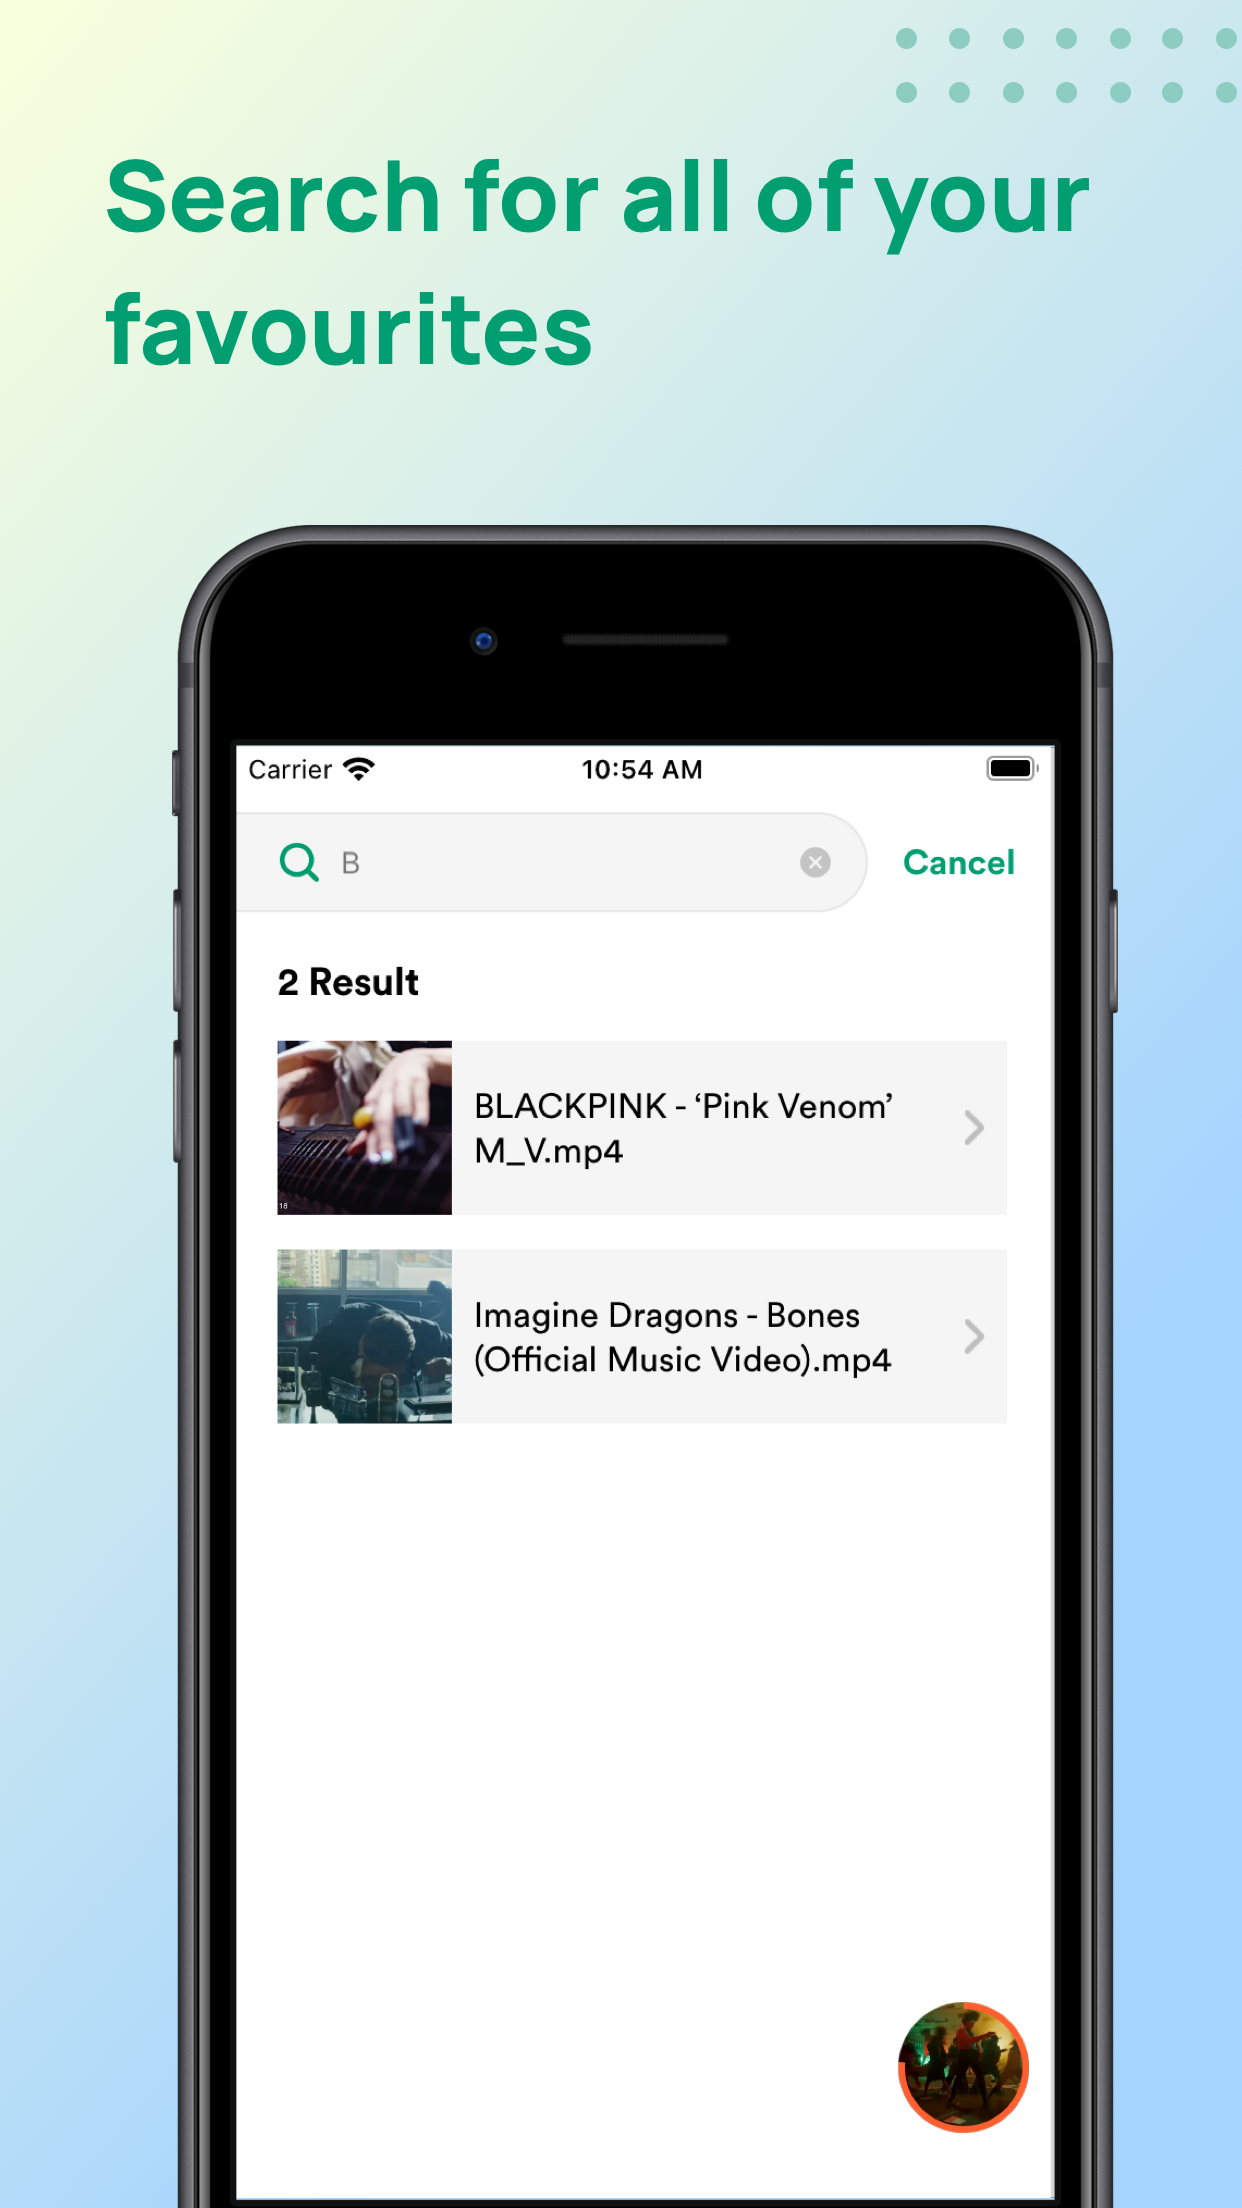 Search for all of your
favourites
Carrier
10:54 AM
B
Cancel
2 Result
BLACKPINK - ‘Pink Venom’
M_V.mp4
18
Imagine Dragons - Bones
(Official Music Video).mp4